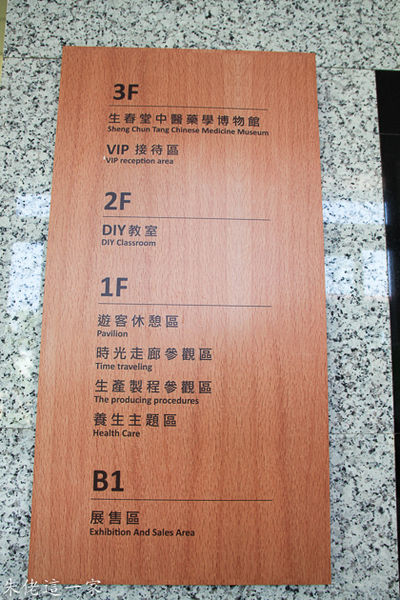 3F
生春堂中醫藥學博物館
Sheng Chun Tang Chinese Medicine Museum
VIP 接待區
VIP reception area
2F
DIY教室
DIY Classroom
1F
遊客休憩區
Pavilion
時光走廊參觀區
Time traveling
生產製程參觀區
The producing procedures
養生主題區
Health Care
B1
展售區
Exhibition And Sales Area
朱佬這一家